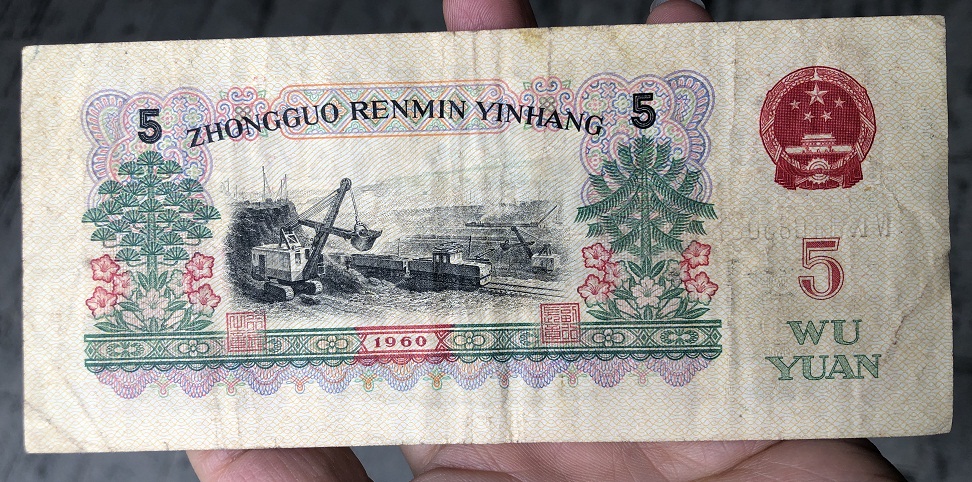 5 ZHONGGUO RENMIN YINHANG 5
1960
5
WU
YUAN